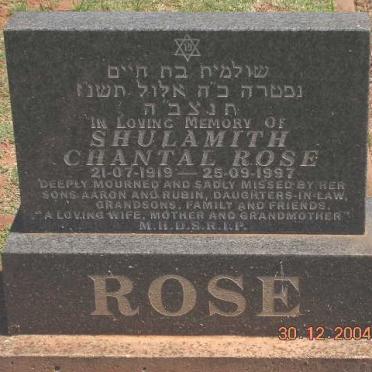 שולמית בת חיים
נפטרה כ"ה אלול תשנ"ז
ת נ צ ב "ה
IN LOVING MEMORY OF
SHULAMITH
CHANTAL ROSE
21-07-1919 — 25-09-1997
DEEPLY MOURNED AND SADLY MISSED BY HER
SONS AARON AND RUBIN, DAUGHTERS-IN-LAW,
GRANDSONS, FAMILY AND FRIENDS.
"A LOVING WIFE, MOTHER AND GRANDMOTHER"
M.H.D.S.R.I.P.
ROSE
30.12.2004